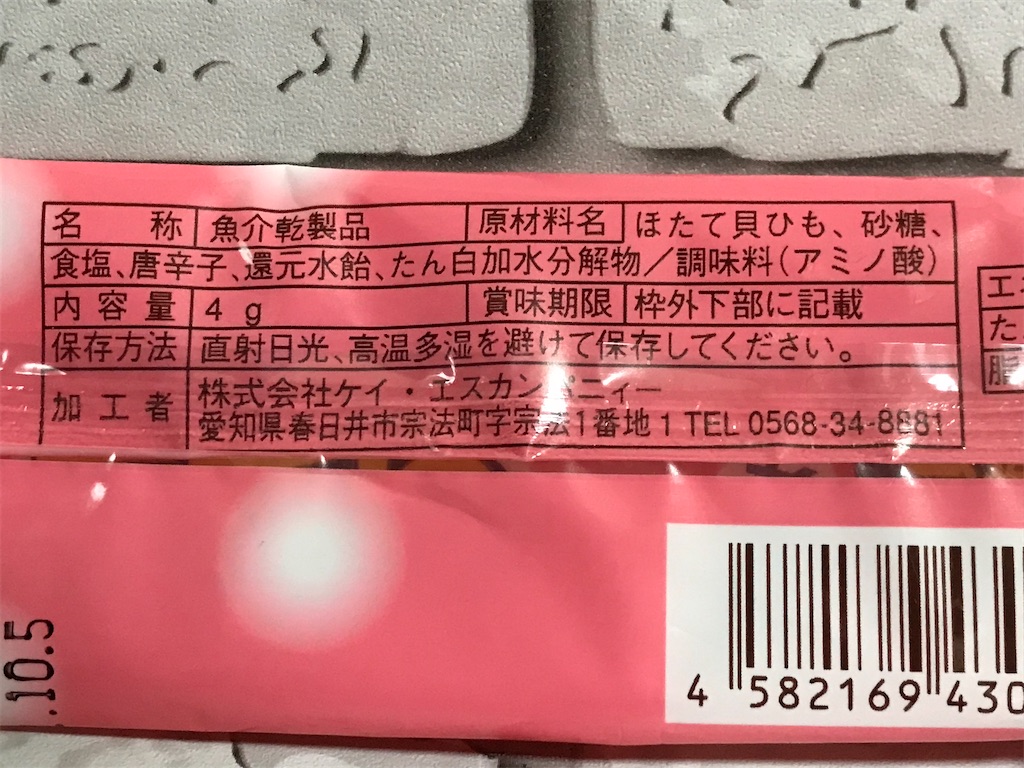 名 称 魚介乾製品 原材料名 ほたて貝ひも、砂糖、
食塩、唐辛子、還元水飴、たん白加水分解物／調味料(アミノ酸)
内容量 4g 賞味期限 枠外下部に記載
保存方法 直射日光、高温多湿を避けて保存してください。
加工者 株式会社ケイ・エスカンパニィー
愛知県春日井市宗法町字宗法1番地1 TEL 0568-34-8881
エネ
た
脂
.10.5
4 582169 430